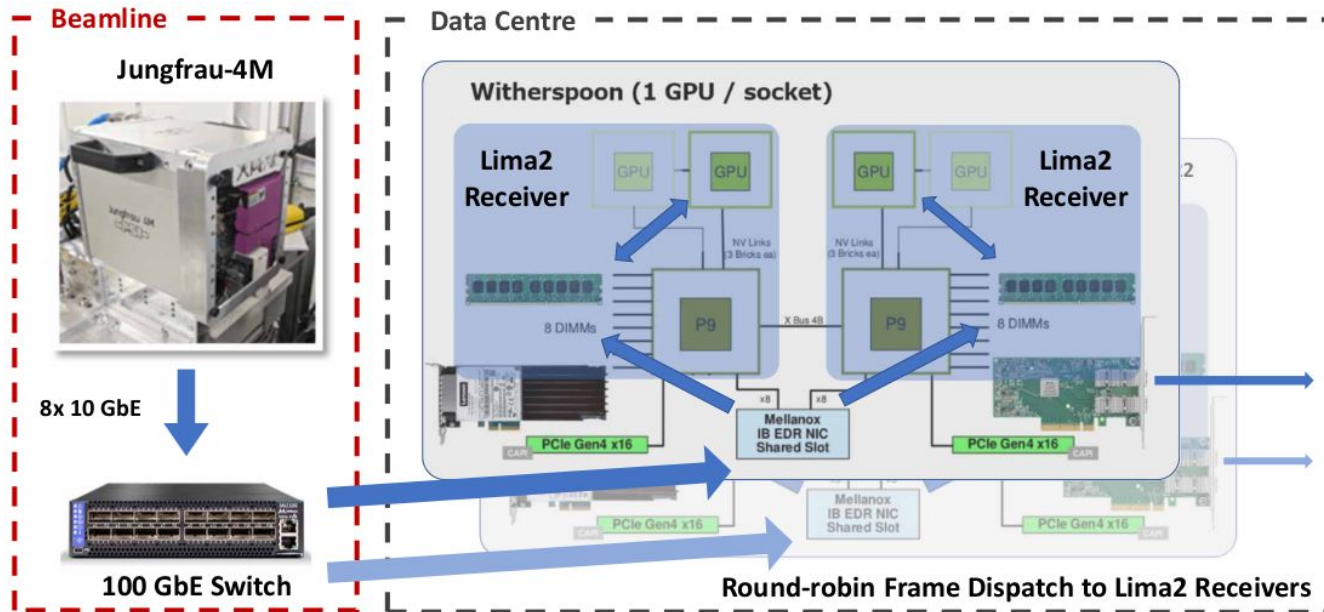 Beamline
Jungfrau-4M
Jungfrau 4M
8x 10 GbE
100 GbE Switch
Data Centre
Witherspoon (1 GPU / socket)
Lima2
Receiver
GPU
GPU
GPU
GPU
Lima2
Receiver
x2
NV Links
(3 Bricks ea)
NV Links
(3 Bricks ea)
8 DIMMs
P9
X Bus 4B
P9
8 DIMMs
x8
x8
Mellanox
IB EDR NIC
Shared Slot
PCIe Gen4 x16
CAPI
PCIe Gen4 x16
CAPI
Mellanox
IB EDR NIC
Shared Slot
PCIe Gen4 x16
CAPI
PCIe Gen4 x16
CAPI
Round-robin Frame Dispatch to Lima2 Receivers